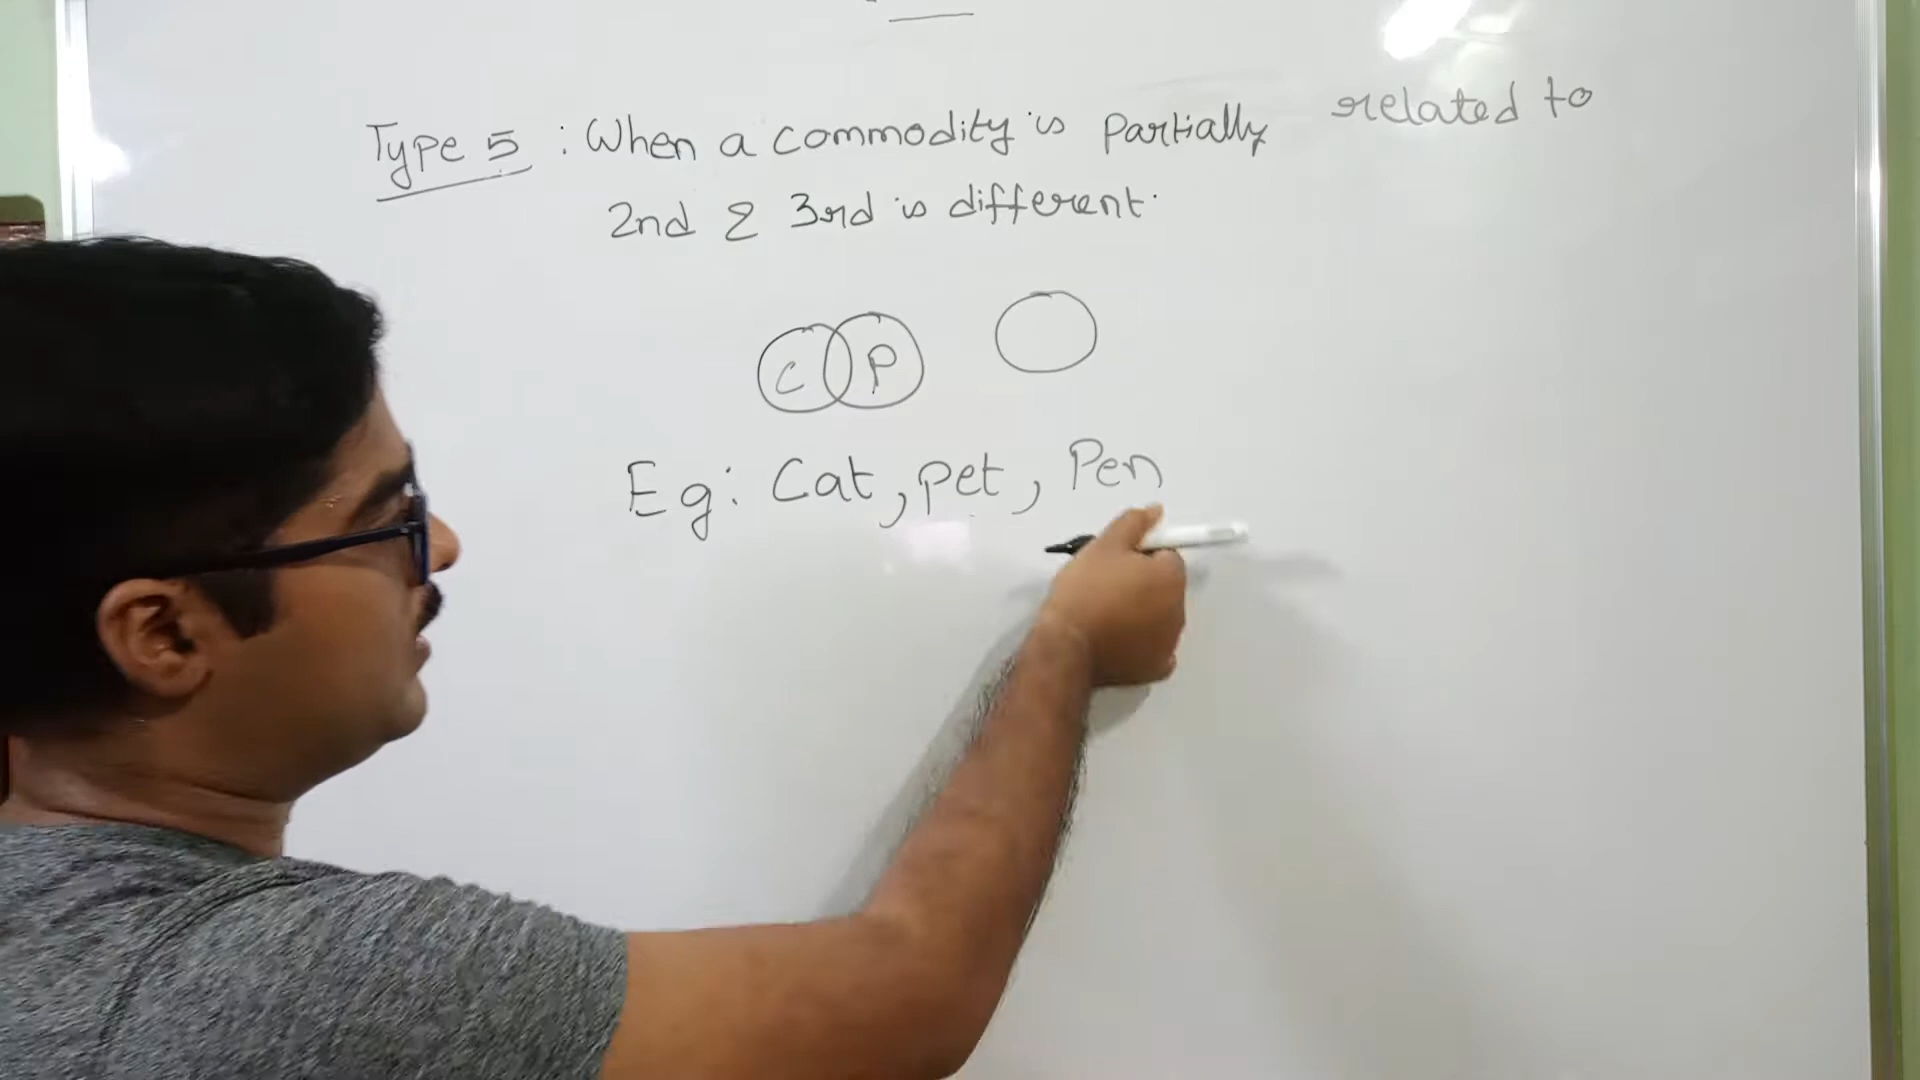 Type 5 : When a commodity is partially related to
2nd & 3rd is different.
C P
Eg: Cat, pet, Pen